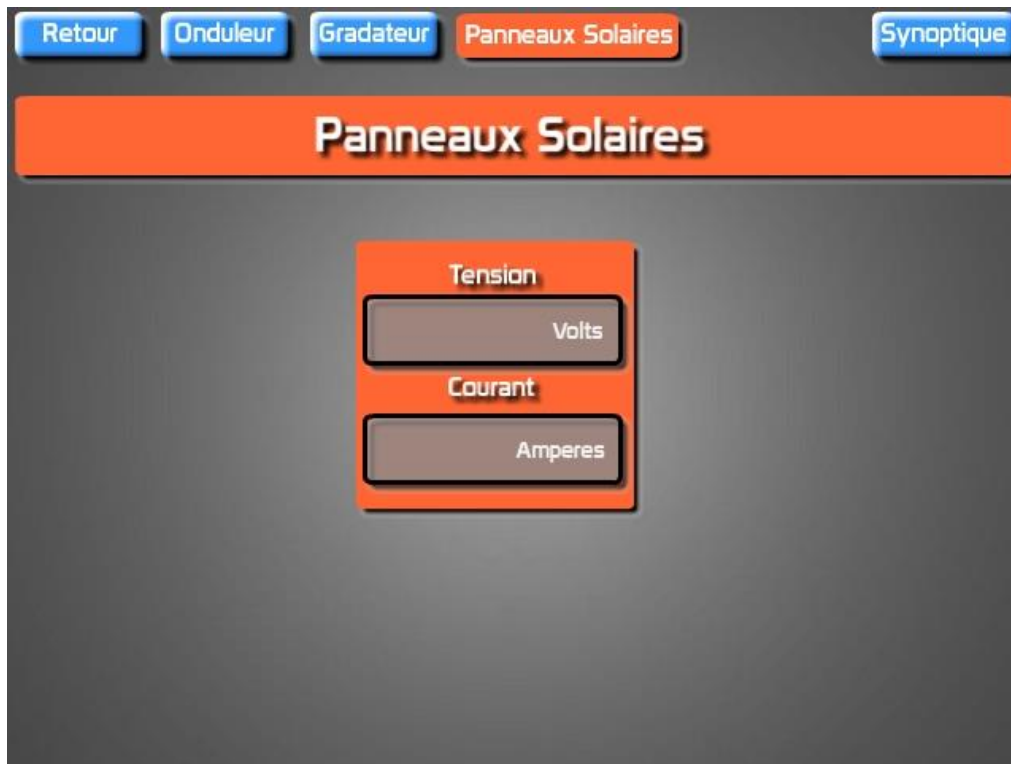 Retour Onduleur Gradateur Panneaux Solaires Synoptique
Panneaux Solaires
Tension
Volts
Courant
Amperes